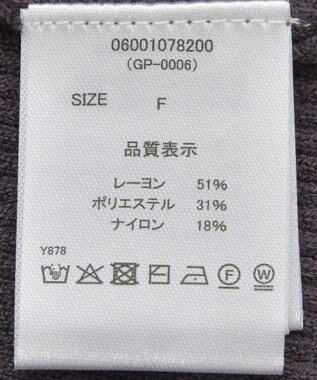 06001078200
(GP-0006)
SIZE F
品質表示
レーヨン 51%
ポリエステル 31%
ナイロン 18%
Y878
F W